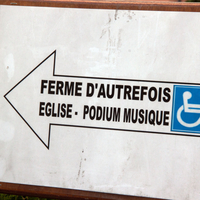 FERME D'AUTREFOIS
EGLISE - PODIUM MUSIQUE